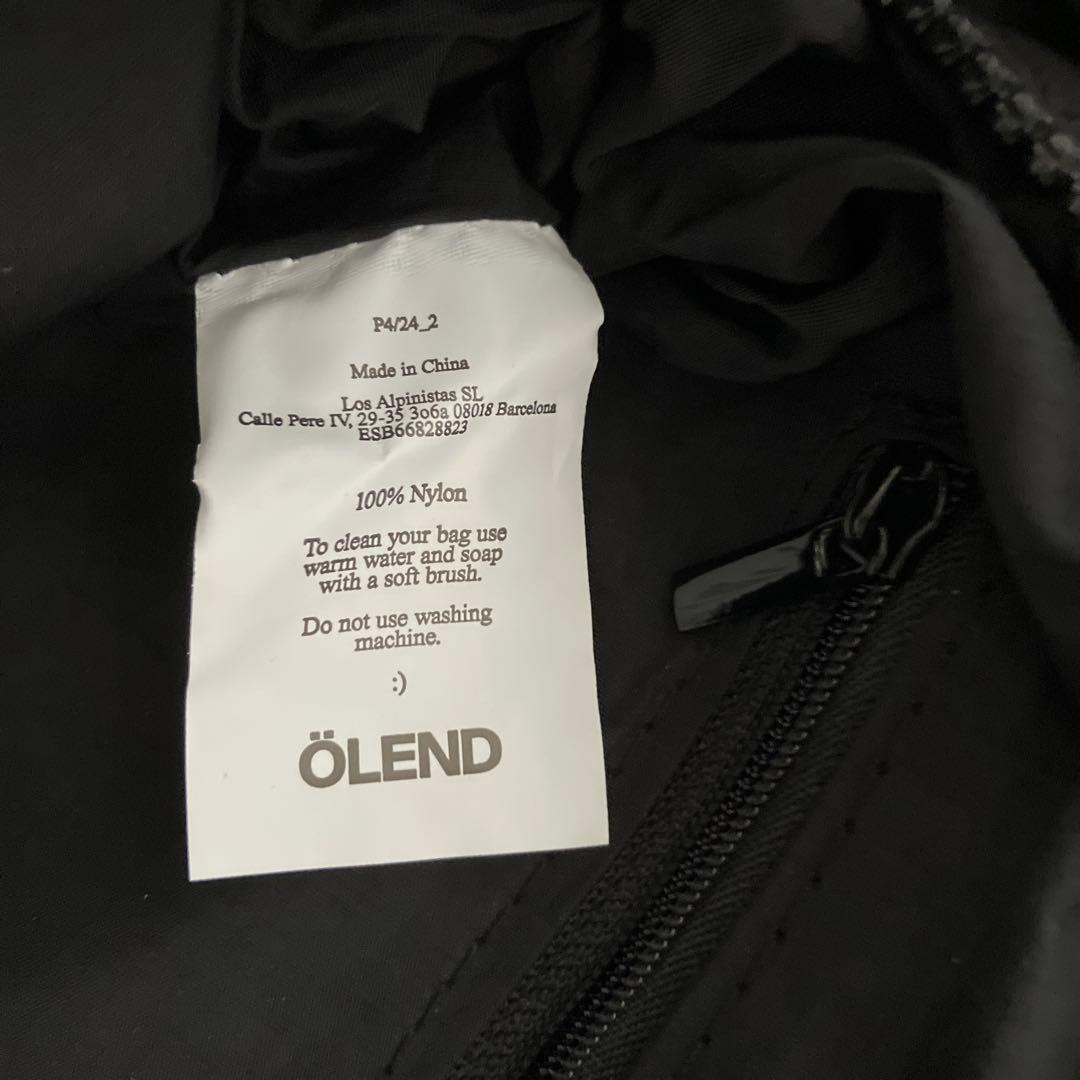 P4/24_2
Made in China
Los Alpinistas SL
Calle Pere IV, 29-35 3o6a 08018 Barcelona
ESB66828823
100% Nylon
To clean your bag use
warm water and soap
with a soft brush.
Do not use washing
machine.
:)
ÖLEND